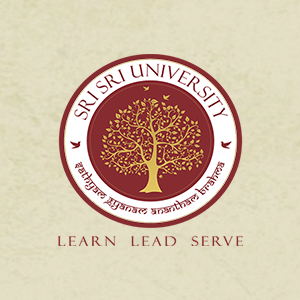 SRI SRI UNIVERSITY
sathyam gyanam anantham brahma
LEARN LEAD SERVE